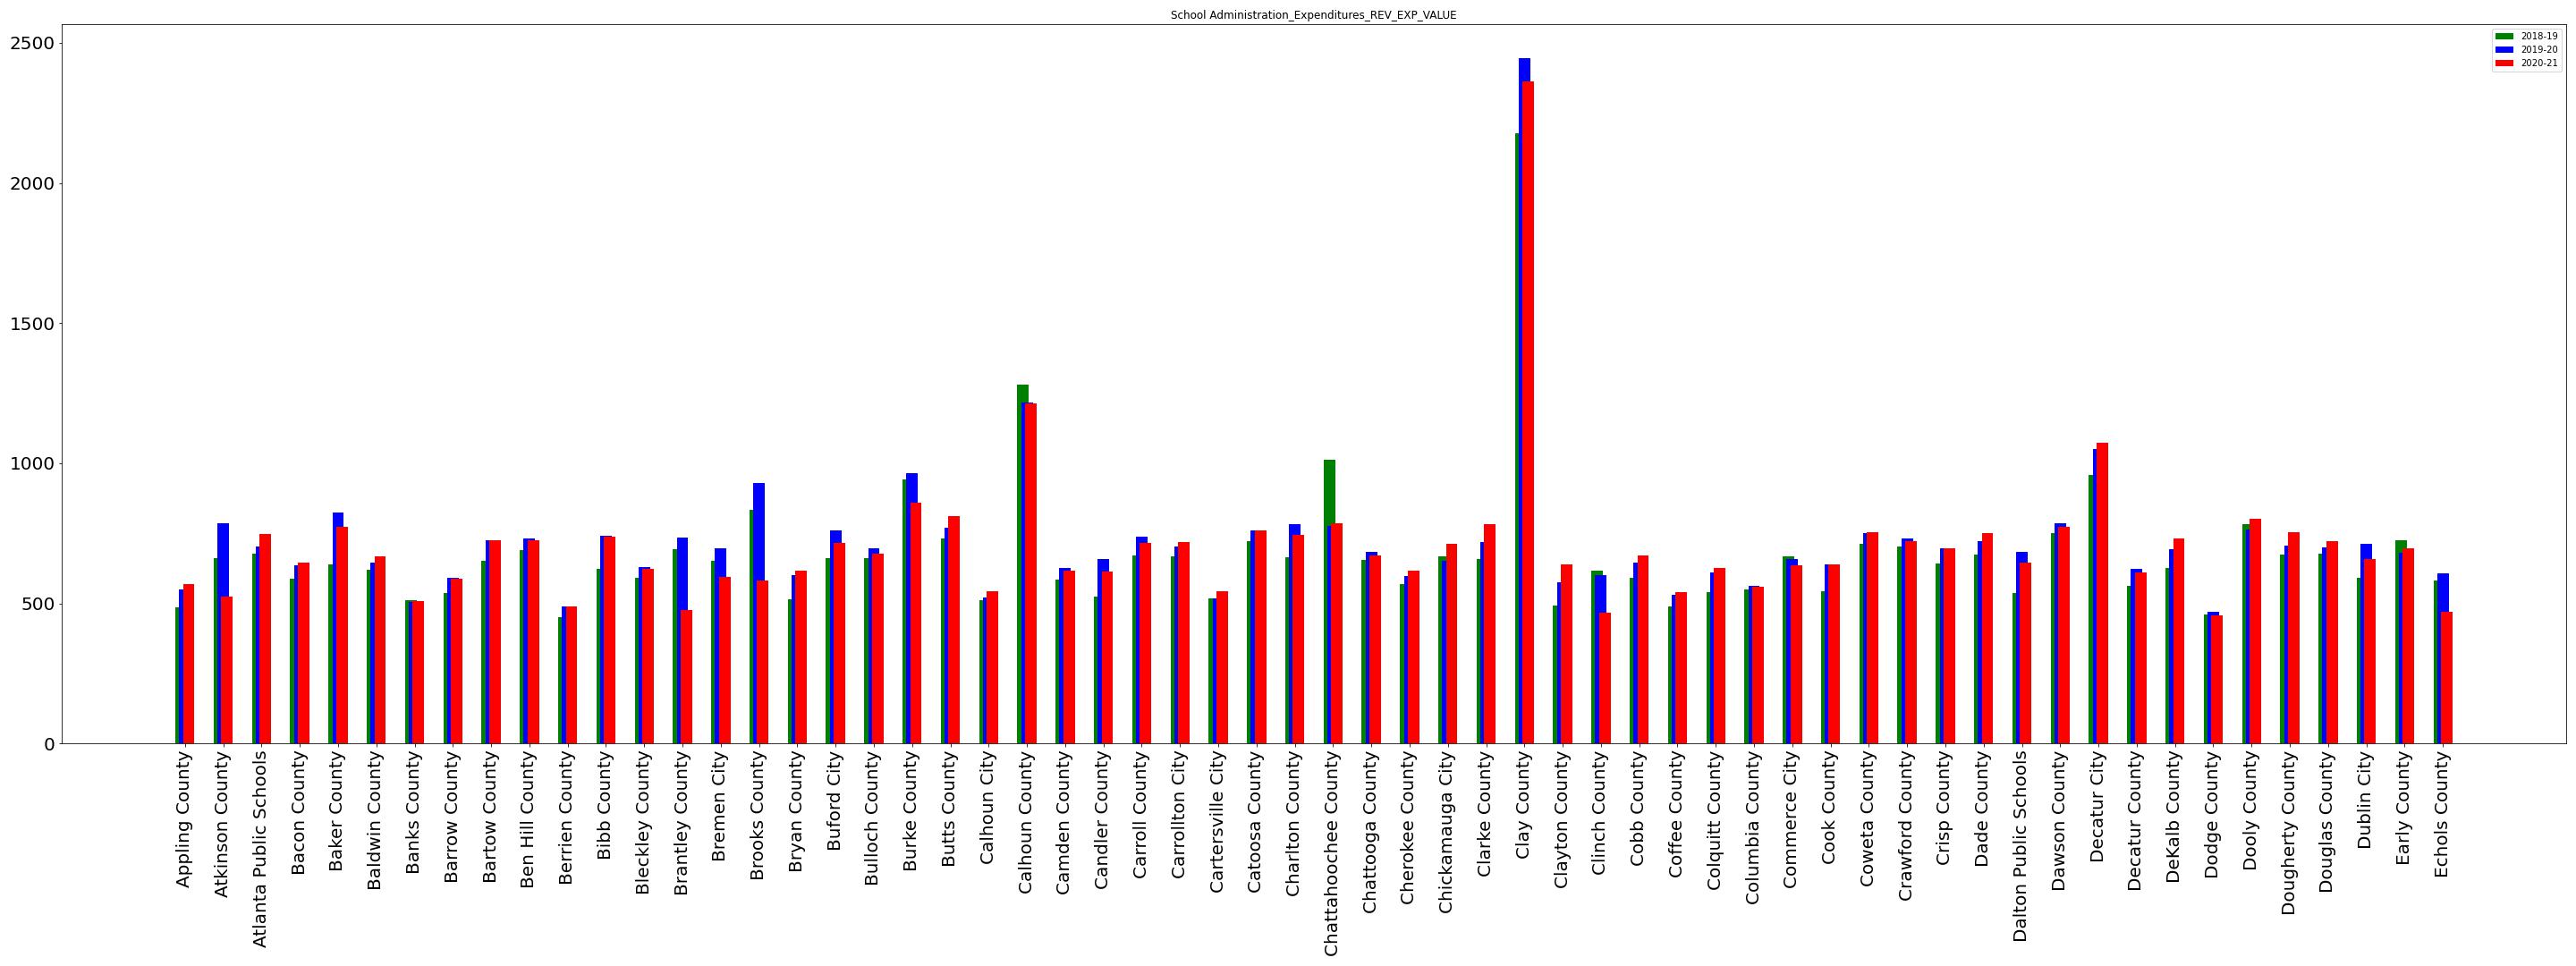 School Administration_Expenditures_REV_EXP_VALUE
2018-19
2019-20
2020-21
2500
2000
1500
1000
500
0
Appling County
Atkinson County
Atlanta Public Schools
Bacon County
Baker County
Baldwin County
Banks County
Barrow County
Bartow County
Ben Hill County
Berrien County
Bibb County
Bleckley County
Brantley County
Bremen City
Brooks County
Bryan County
Buford City
Bulloch County
Burke County
Butts County
Calhoun City
Calhoun County
Camden County
Candler County
Carroll County
Carrollton City
Cartersville City
Catoosa County
Charlton County
Chattahoochee County
Chattooga County
Cherokee County
Chickamauga City
Clarke County
Clay County
Clayton County
Clinch County
Cobb County
Coffee County
Colquitt County
Columbia County
Commerce City
Cook County
Coweta County
Crawford County
Crisp County
Dade County
Dalton Public Schools
Dawson County
Decatur City
Decatur County
DeKalb County
Dodge County
Dooly County
Dougherty County
Douglas County
Dublin City
Early County
Echols County